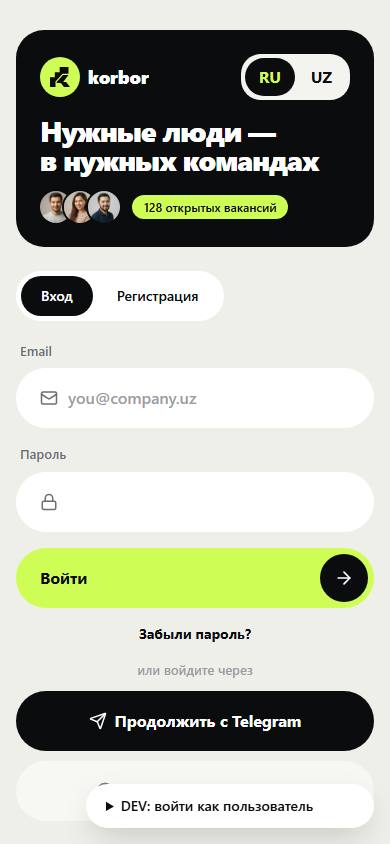 korbor
RU UZ
Нужные люди —
в нужных командах
128 открытых вакансий
Вход Регистрация
Email
you@company.uz
Пароль
Войти
Забыли пароль?
или войдите через
Продолжить с Telegram
DEV: войти как пользователь